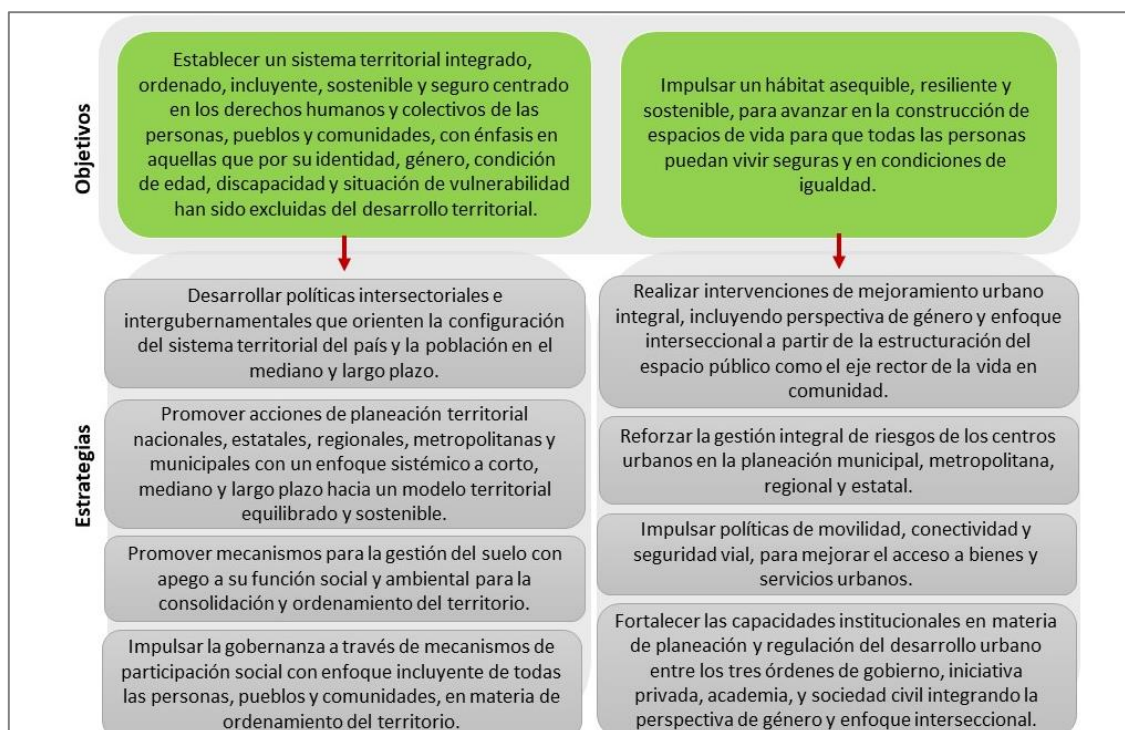 Objetivos
Establecer un sistema territorial integrado,
ordenado, incluyente, sostenible y seguro centrado
en los derechos humanos y colectivos de las
personas, pueblos y comunidades, con énfasis en
aquellas que por su identidad, género, condición
de edad, discapacidad y situación de vulnerabilidad
han sido excluidas del desarrollo territorial.
Impulsar un hábitat asequible, resiliente y
sostenible, para avanzar en la construcción de
espacios de vida para que todas las personas
puedan vivir seguras y en condiciones de
igualdad.
Estrategias
Desarrollar políticas intersectoriales e
intergubernamentales que orienten la configuración
del sistema territorial del país y la población en el
mediano y largo plazo.
Promover acciones de planeación territorial
nacionales, estatales, regionales, metropolitanas y
municipales con un enfoque sistémico a corto,
mediano y largo plazo hacia un modelo territorial
equilibrado y sostenible.
Promover mecanismos para la gestión del suelo con
apego a su función social y ambiental para la
consolidación y ordenamiento del territorio.
Impulsar la gobernanza a través de mecanismos de
participación social con enfoque incluyente de todas
las personas, pueblos y comunidades, en materia de
ordenamiento del territorio.
Realizar intervenciones de mejoramiento urbano
integral, incluyendo perspectiva de género y enfoque
interseccional a partir de la estructuración del
espacio público como el eje rector de la vida en
comunidad.
Reforzar la gestión integral de riesgos de los centros
urbanos en la planeación municipal, metropolitana,
regional y estatal.
Impulsar políticas de movilidad, conectividad y
seguridad vial, para mejorar el acceso a bienes y
servicios urbanos.
Fortalecer las capacidades institucionales en materia
de planeación y regulación del desarrollo urbano
entre los tres órdenes de gobierno, iniciativa
privada, academia, y sociedad civil integrando la
perspectiva de género y enfoque interseccional.